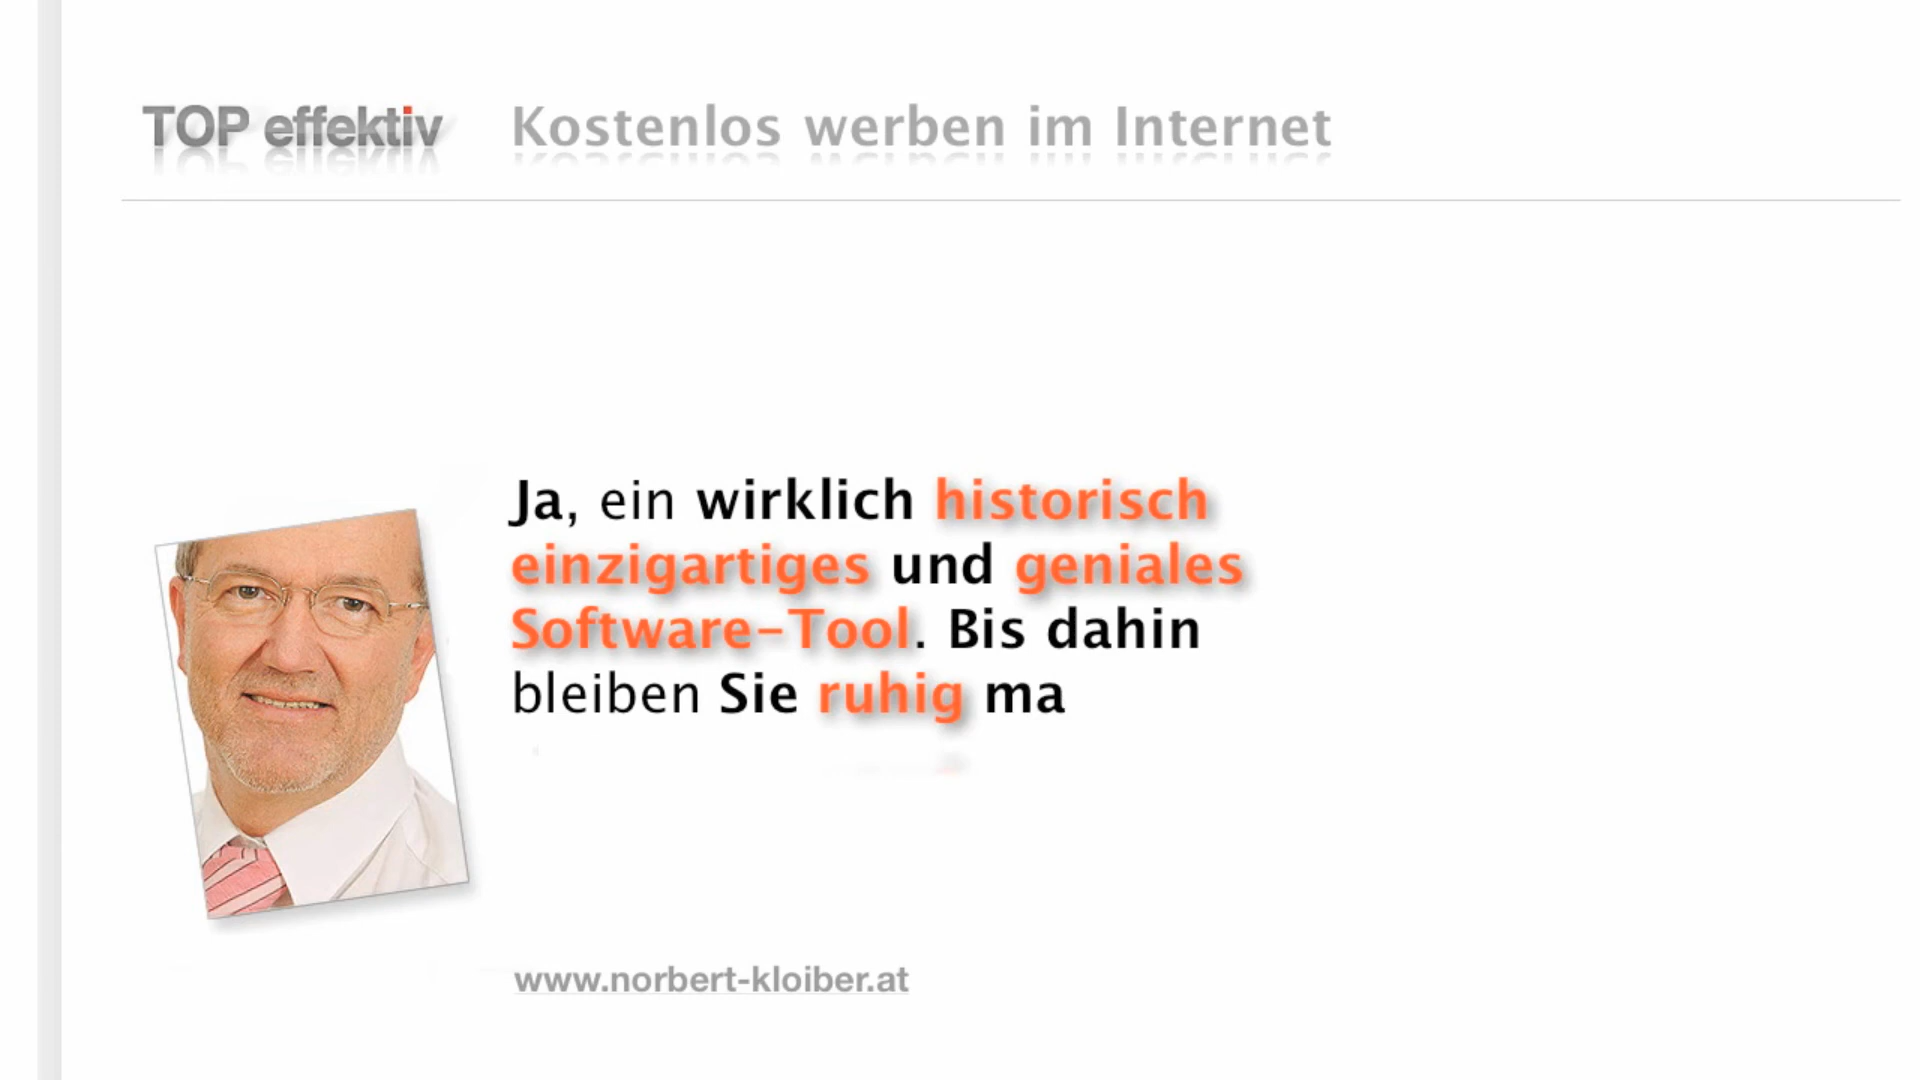 TOP effektiv
Kostenlos werben im Internet
Ja, ein wirklich historisch
einzigartiges und geniales
Software-Tool. Bis dahin
bleiben Sie ruhig ma
www.norbert-kloiber.at